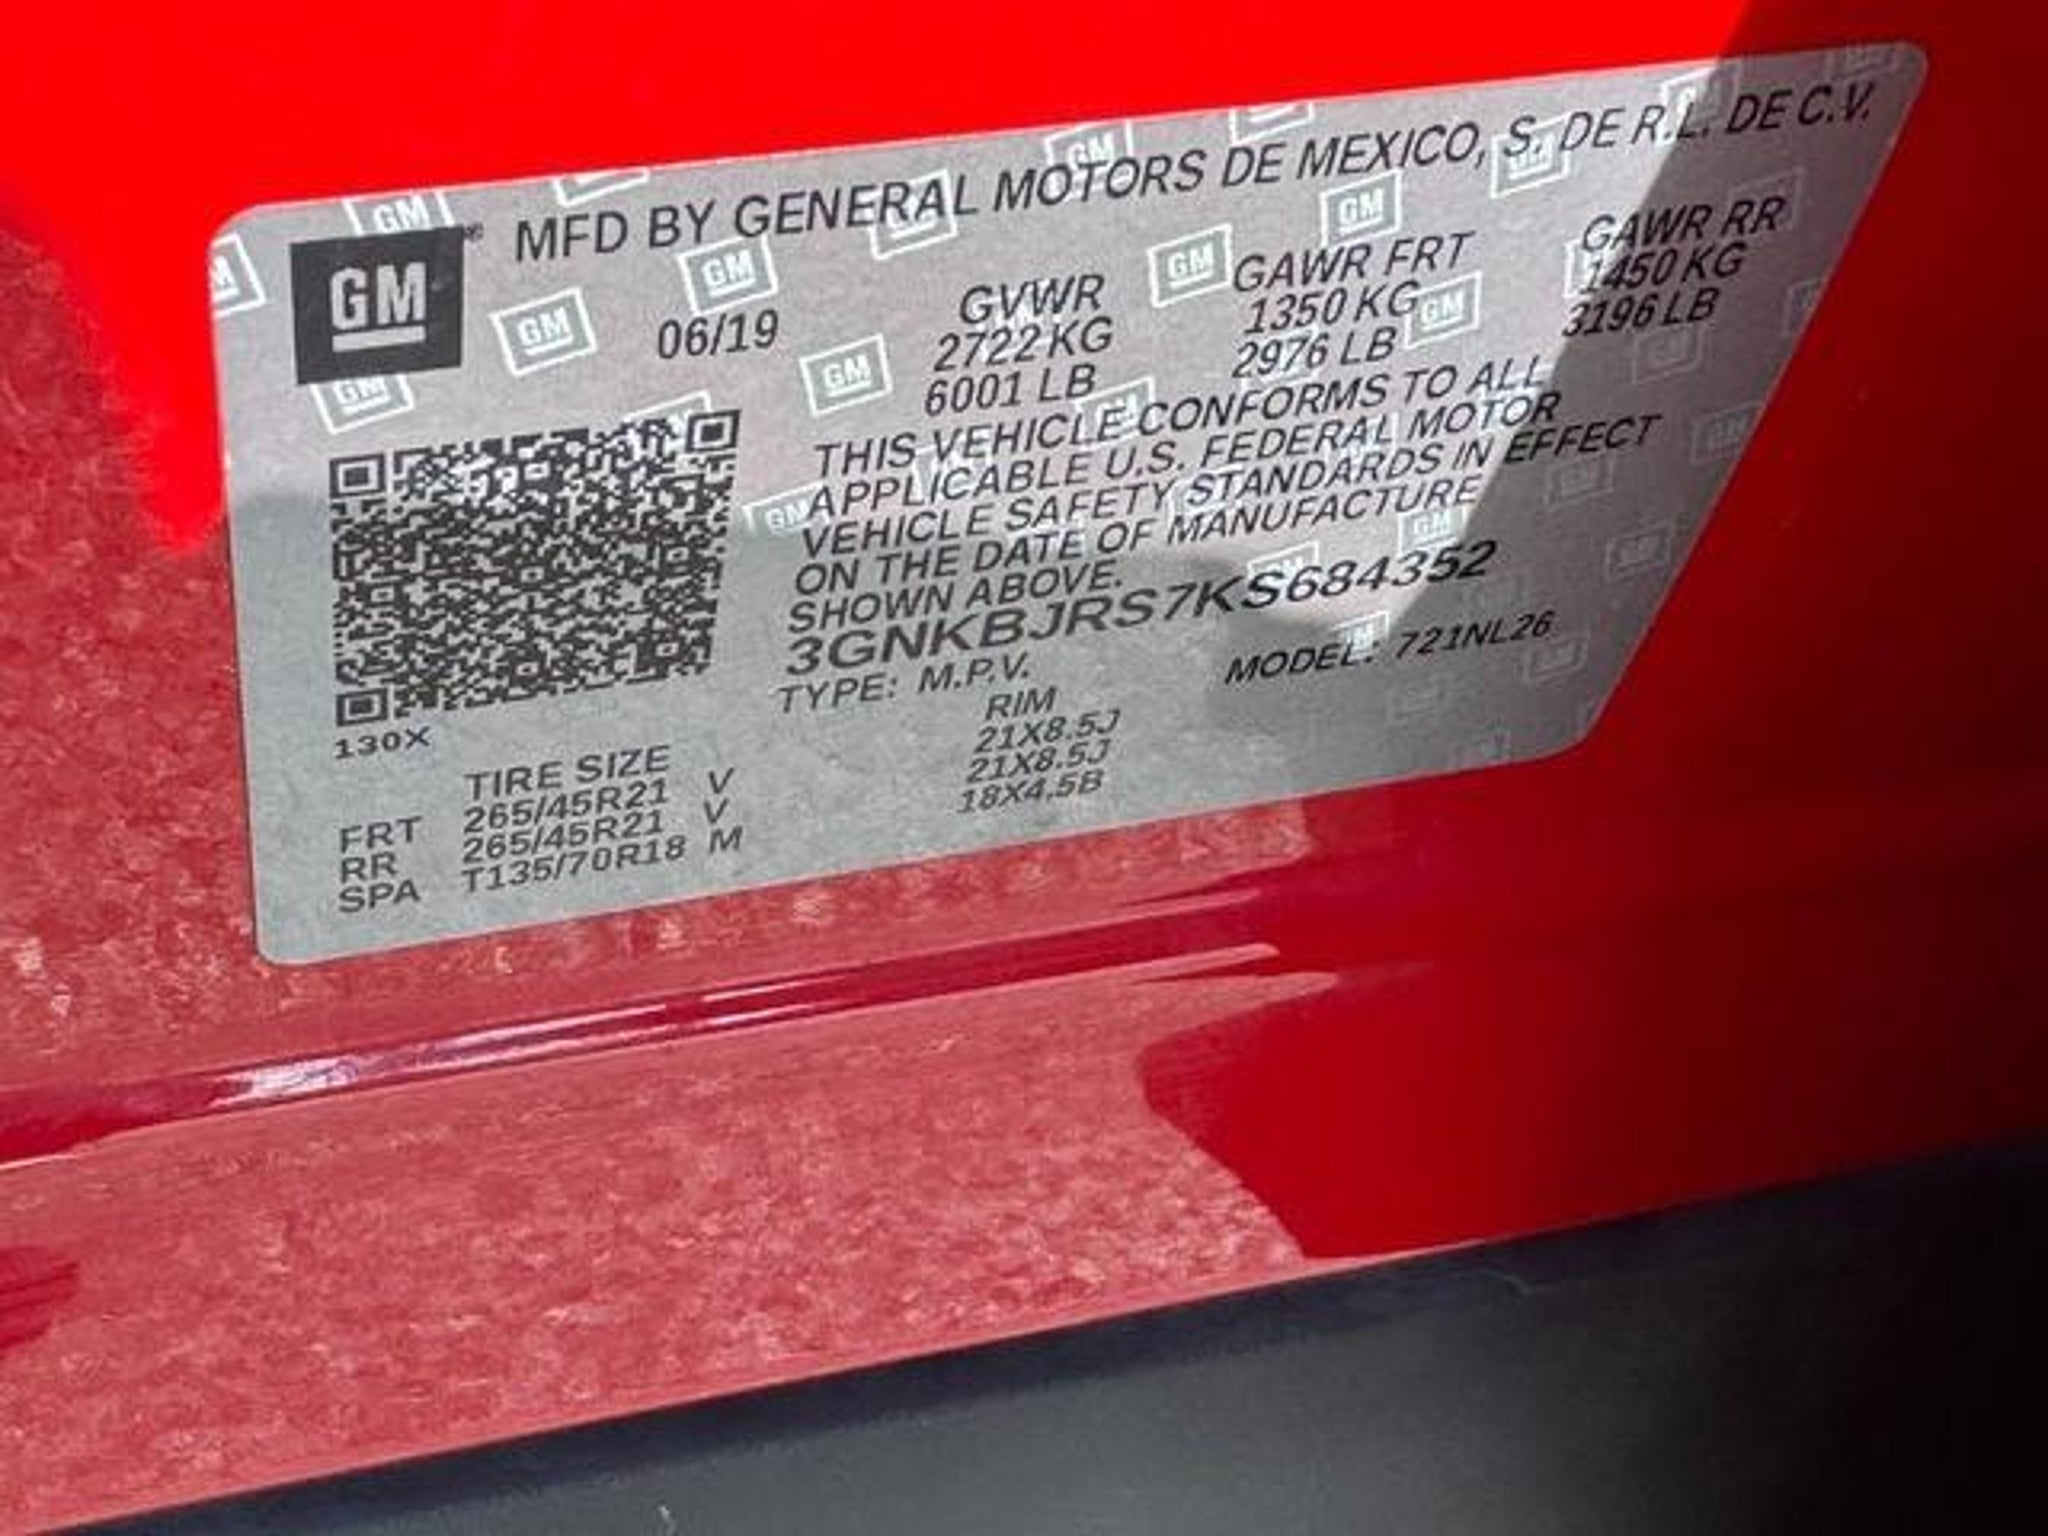 GM
MFD BY GENERAL MOTORS DE MEXICO, S. DE R.L. DE C.V.
06/19
GVWR
2722 KG
6001 LB
GAWR FRT
1350 KG
2976 LB
GAWR RR
1450 KG
3196 LB
THIS VEHICLE CONFORMS TO ALL
APPLICABLE U.S. FEDERAL MOTOR
VEHICLE SAFETY STANDARDS IN EFFECT
ON THE DATE OF MANUFACTURE
SHOWN ABOVE.
3GNKBJRS7KS684352
TYPE: M.P.V. MODEL: 721NL26
130X
TIRE SIZE RIM
FRT 265/45R21 V 21X8.5J
RR 265/45R21 V 21X8.5J
SPA T135/70R18 M 18X4.5B